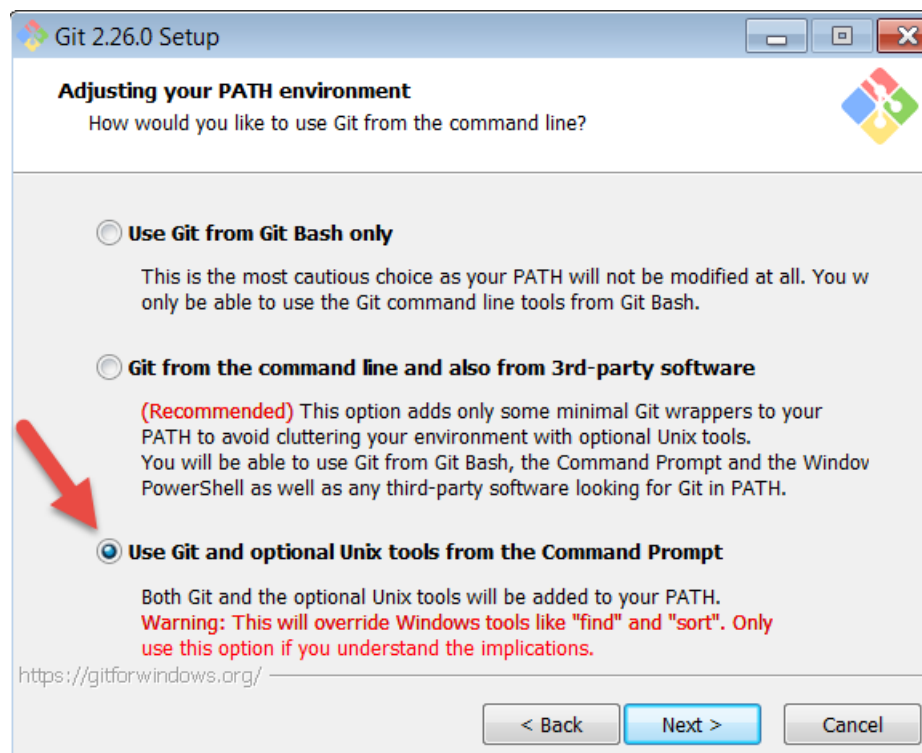 Git 2.26.0 Setup
Adjusting your PATH environment
How would you like to use Git from the command line?
Use Git from Git Bash only
This is the most cautious choice as your PATH will not be modified at all. You
only be able to use the Git command line tools from Git Bash.
Git from the command line and also from 3rd-party software
(Recommended) This option adds only some minimal Git wrappers to your
PATH to avoid cluttering your environment with optional Unix tools.
You will be able to use Git from Git Bash, the Command Prompt and the
PowerShell as well as any third-party software looking for Git in PATH.
Use Git and optional Unix tools from the Command Prompt
Both Git and the optional Unix tools will be added to your PATH.
Warning: This will override Windows tools like "find" and "sort". Only
use this option if you understand the implications.
https://gitforwindows.org/
< Back Next > Cancel